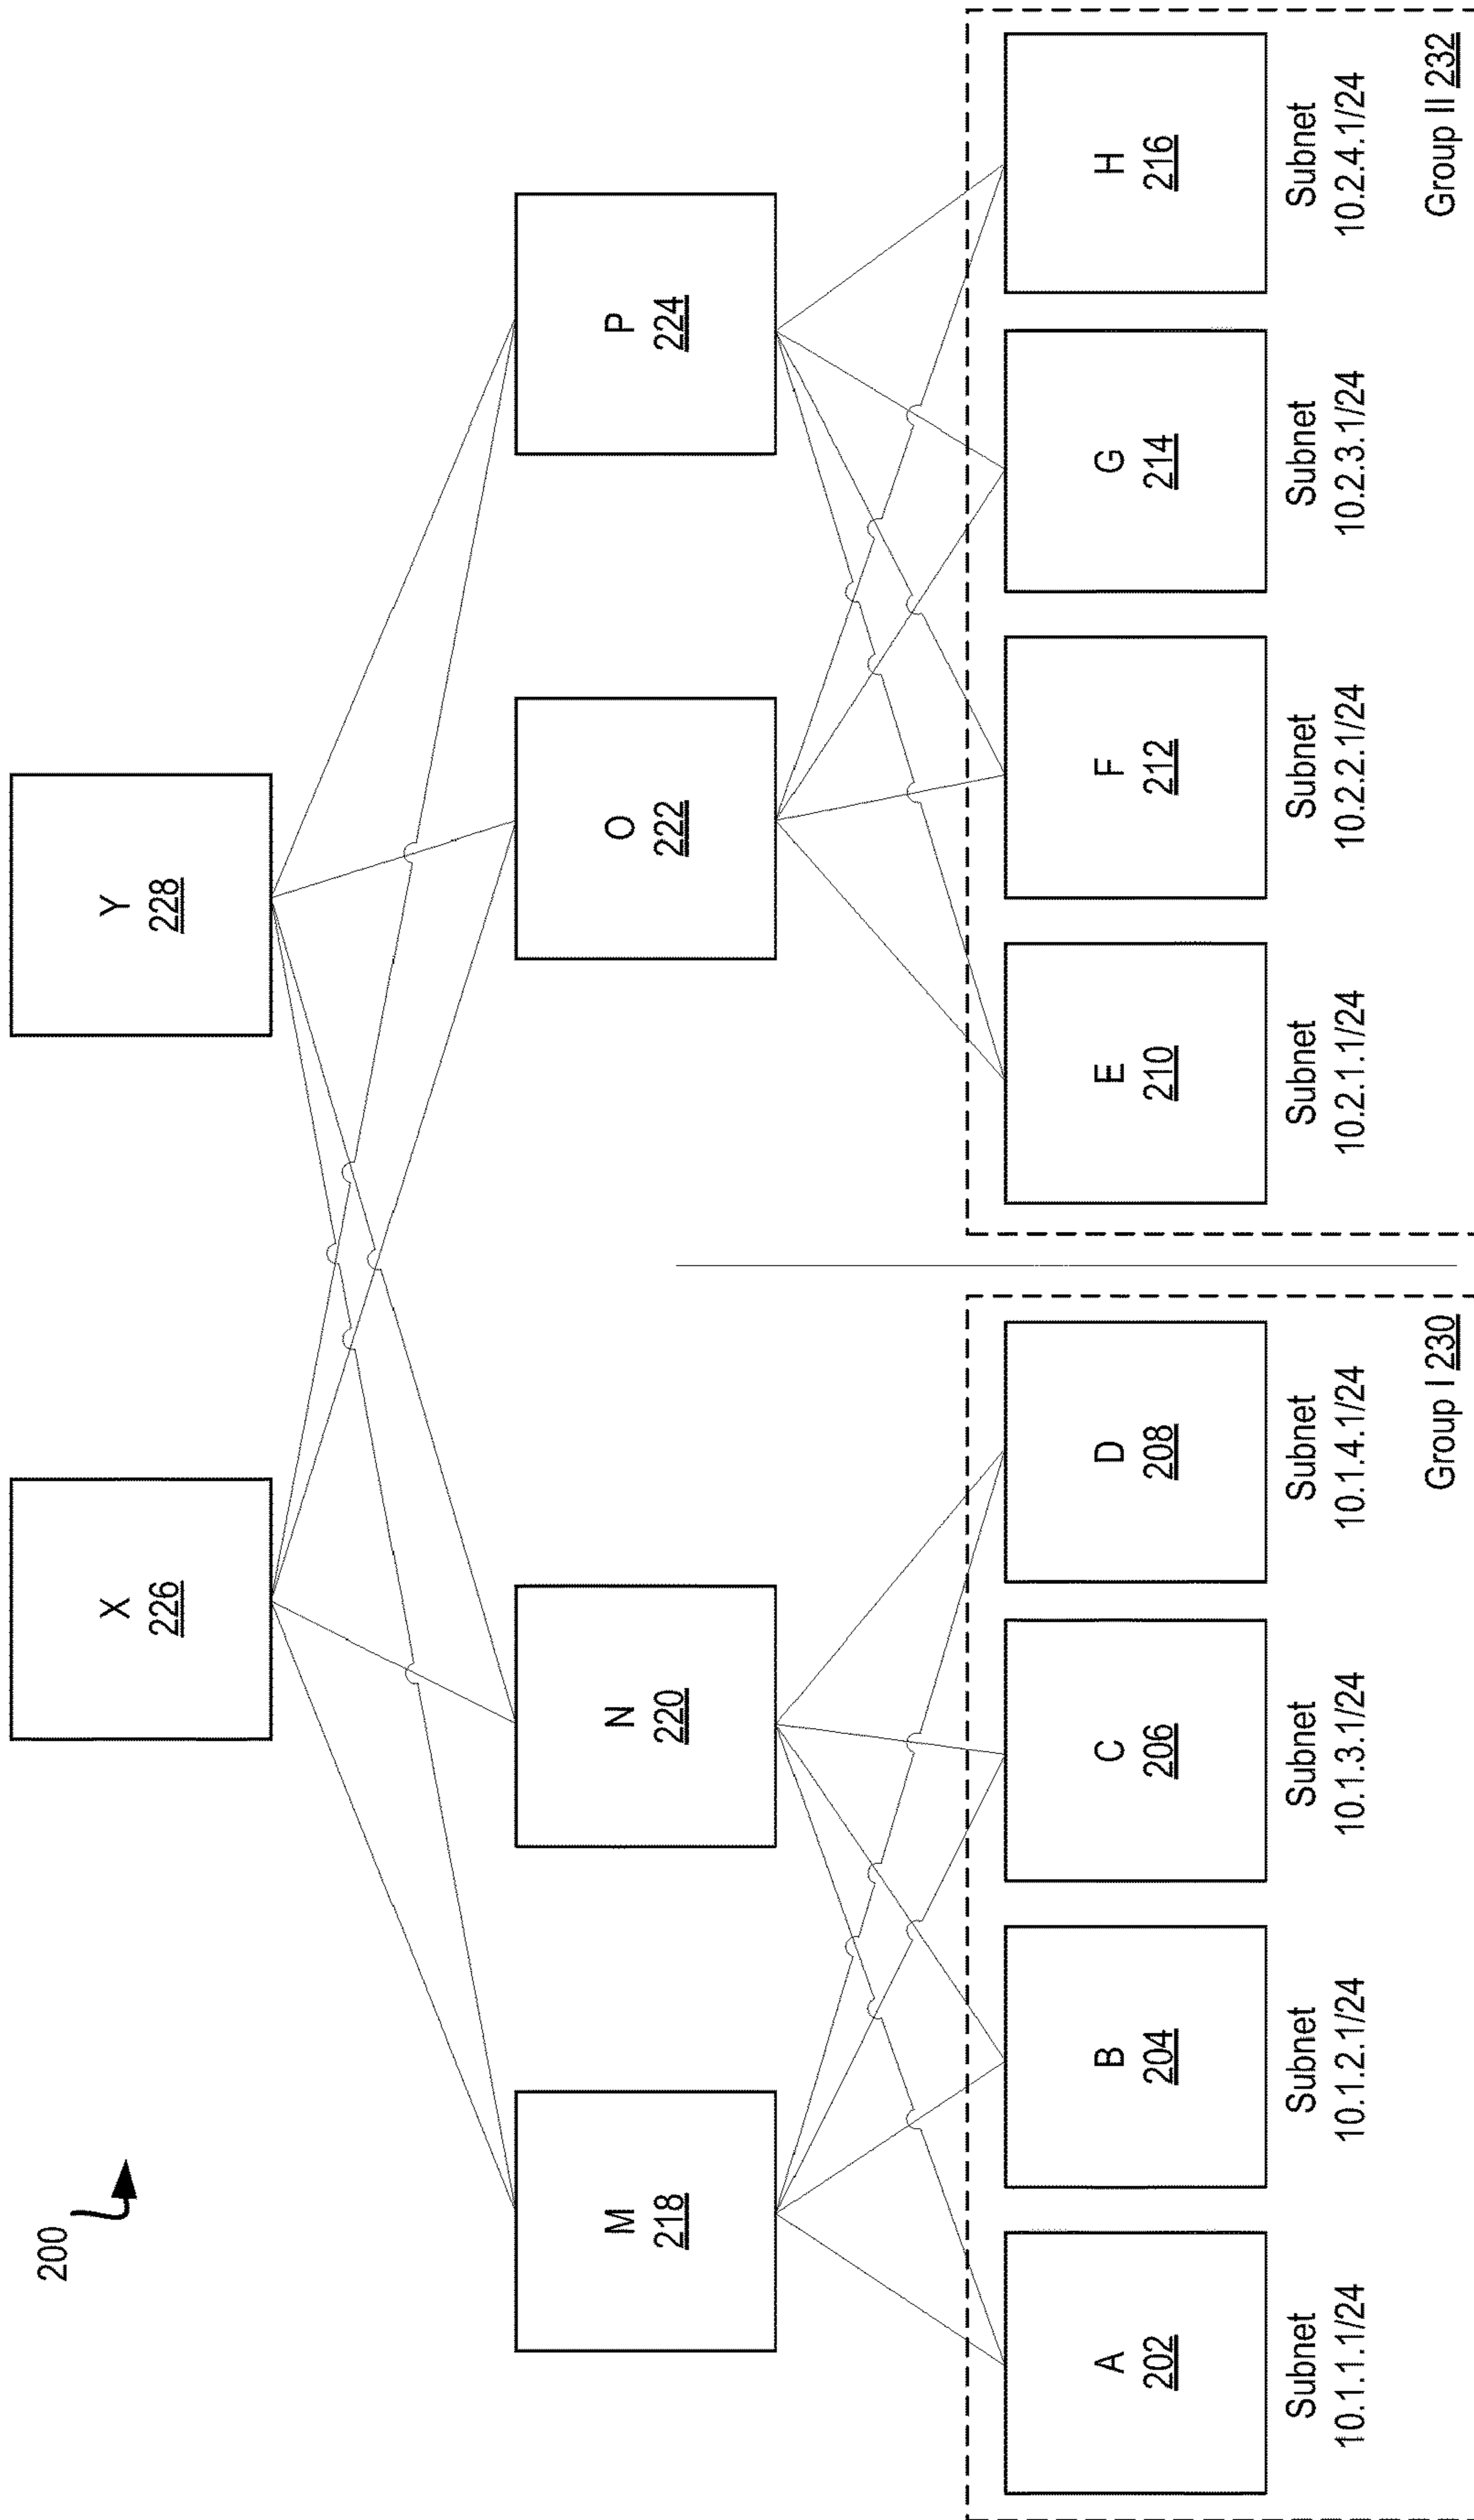 200
X
226
Y
228
M
218
N
220
O
222
P
224
A
202
B
204
C
206
D
208
E
210
F
212
G
214
H
216
Subnet
10.1.1.1/24
Subnet
10.1.2.1/24
Subnet
10.1.3.1/24
Subnet
10.1.4.1/24
Subnet
10.2.1.1/24
Subnet
10.2.2.1/24
Subnet
10.2.3.1/24
Subnet
10.2.4.1/24
Group I 230
Group II 232